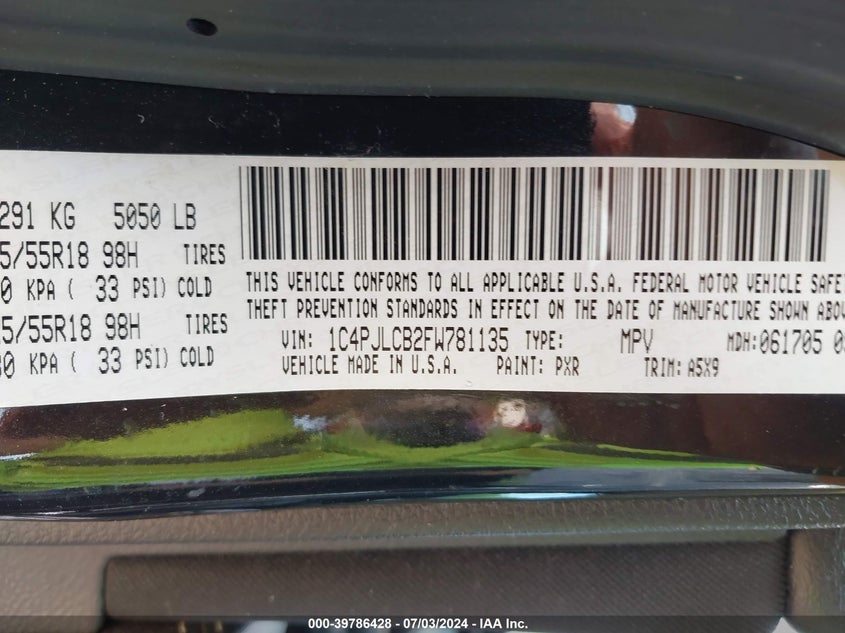 291 KG 5050 LB
5/55R18 98H TIRES
0 KPA ( 33 PSI) COLD
5/55R18 98H TIRES
30 KPA ( 33 PSI) COLD
THIS VEHICLE CONFORMS TO ALL APPLICABLE U.S.A. FEDERAL MOTOR VEHICLE SAFET
THEFT PREVENTION STANDARDS IN EFFECT ON THE DATE OF MANUFACTURE SHOWN ABOV
VIN: 1C4PJLCB2FW781135 TYPE: MPV MDH:061705 0
VEHICLE MADE IN U.S.A. PAINT: PXR TRIM: A5X9
000-39786428 - 07/03/2024 - IAA Inc.